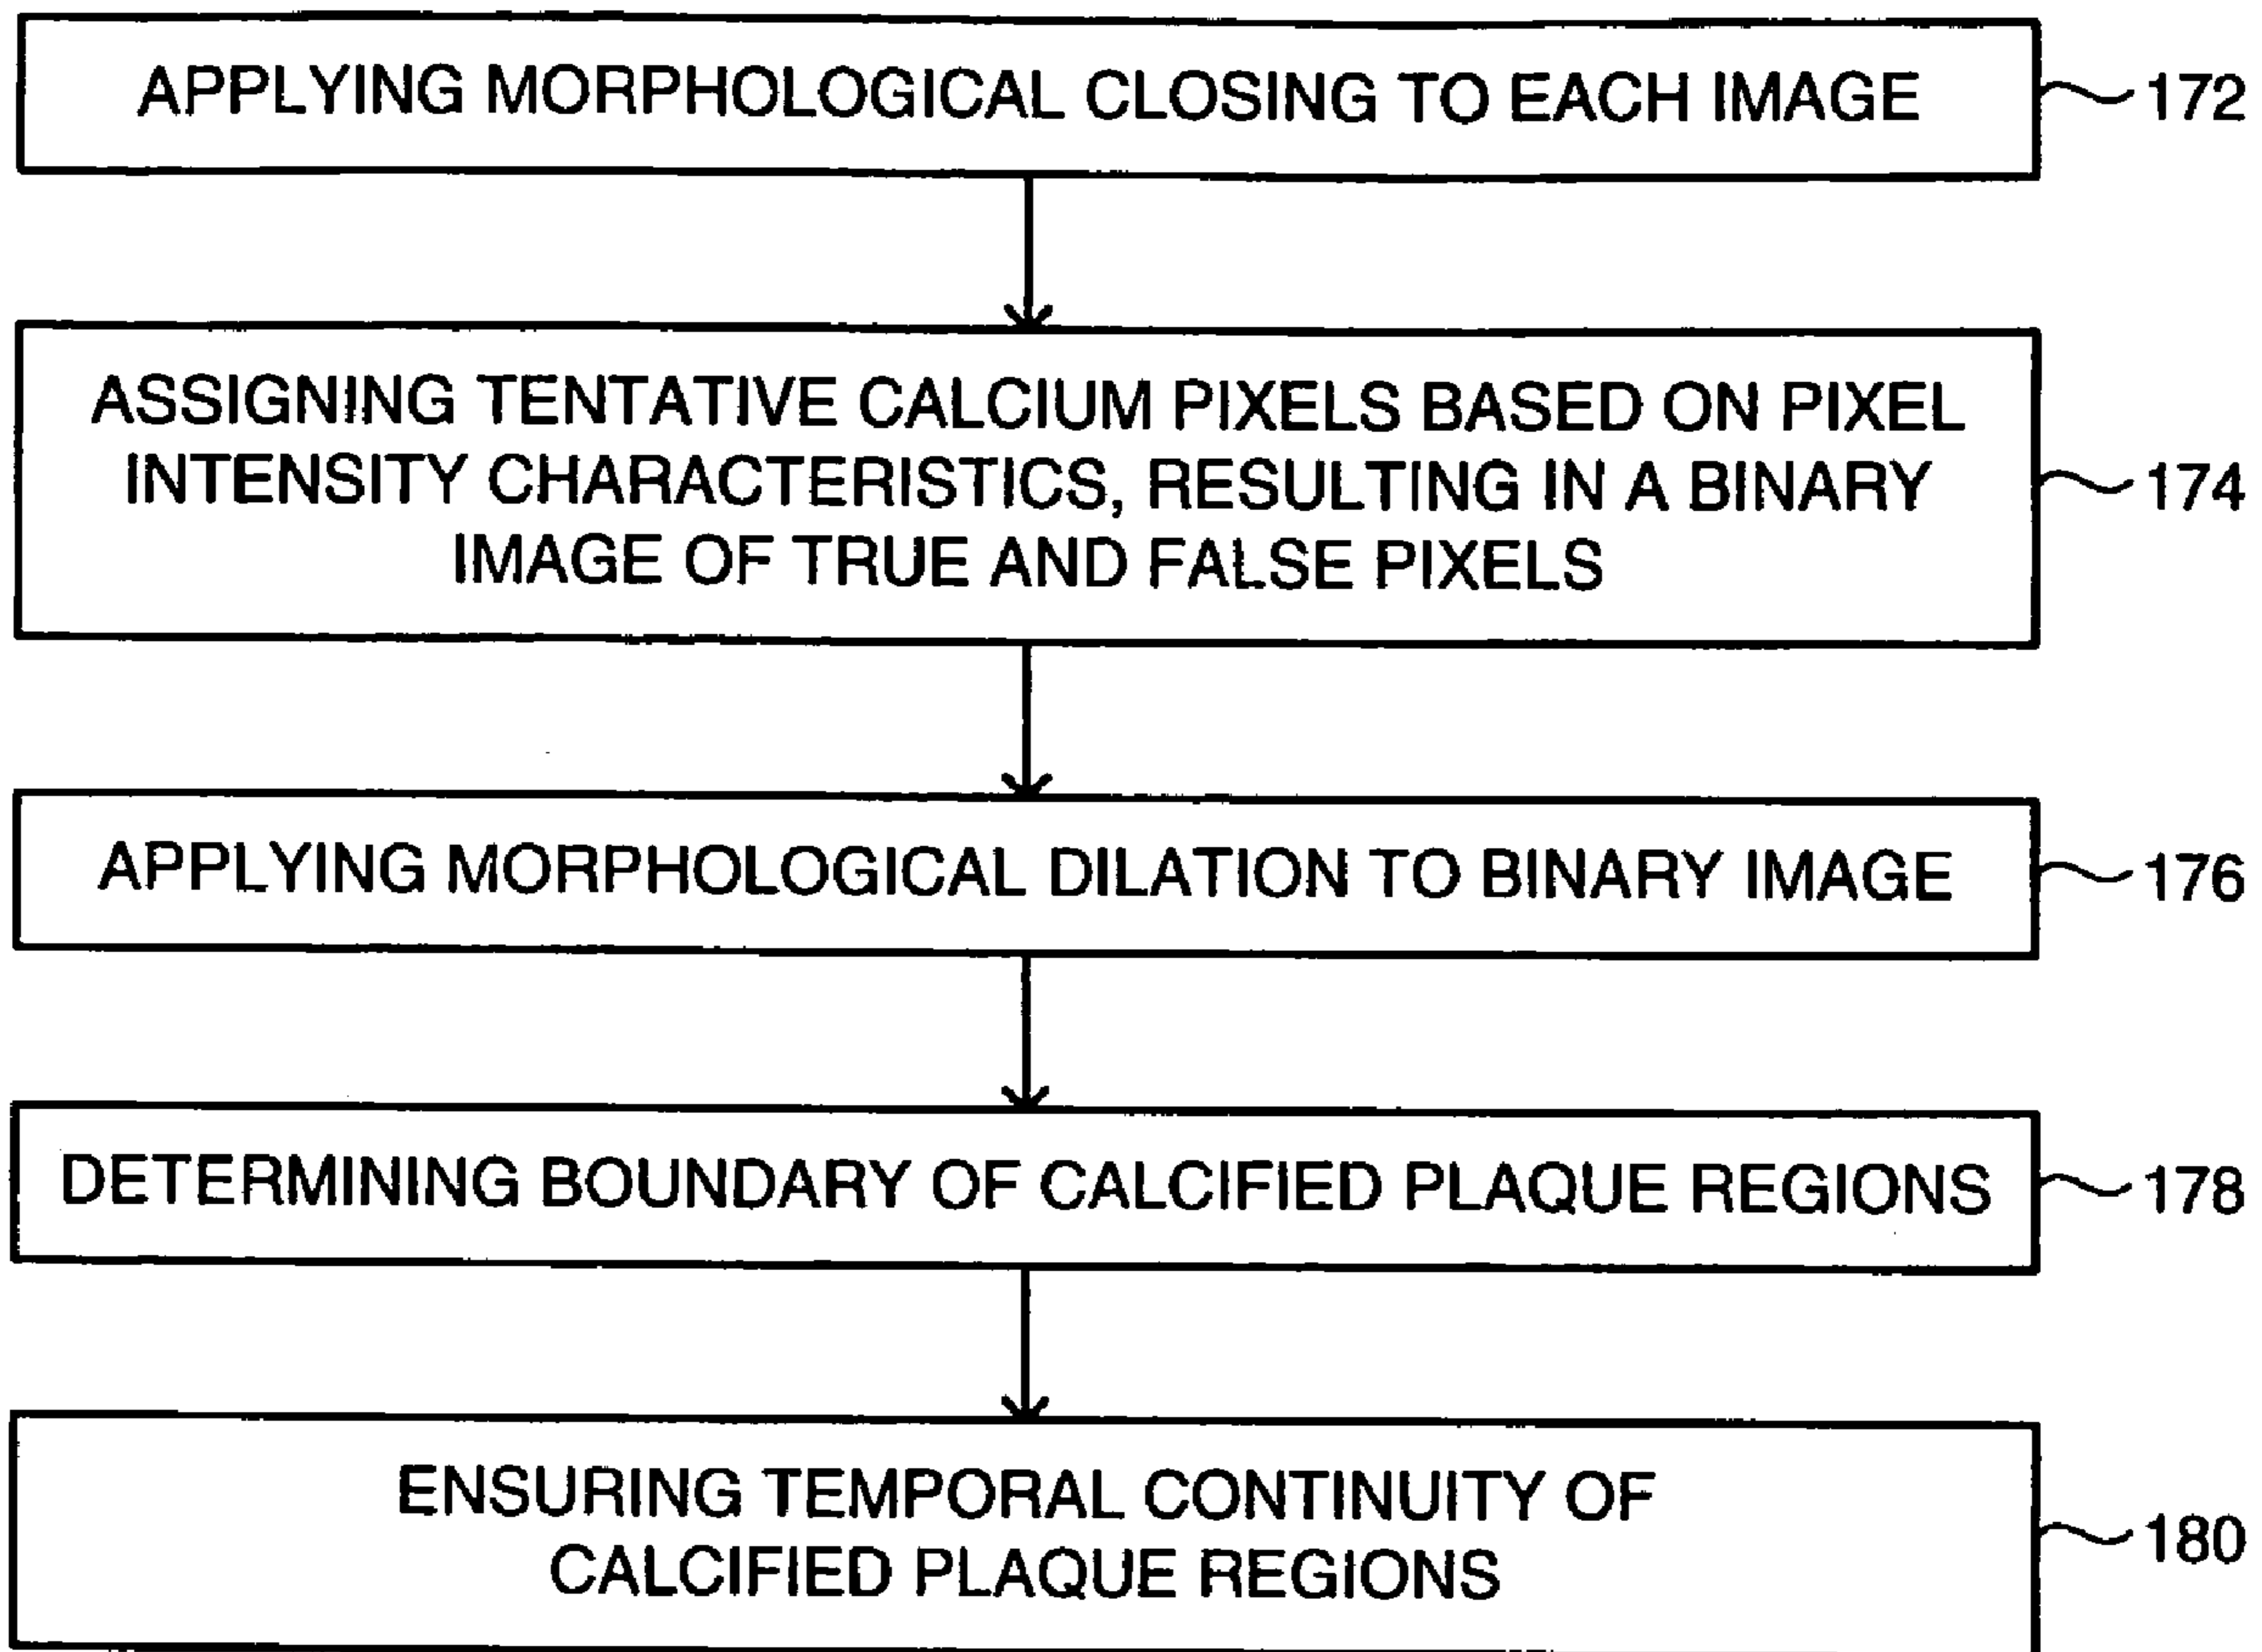 APPLYING MORPHOLOGICAL CLOSING TO EACH IMAGE
172
ASSIGNING TENTATIVE CALCIUM PIXELS BASED ON PIXEL
INTENSITY CHARACTERISTICS, RESULTING IN A BINARY
IMAGE OF TRUE AND FALSE PIXELS
174
APPLYING MORPHOLOGICAL DILATION TO BINARY IMAGE
176
DETERMINING BOUNDARY OF CALCIFIED PLAQUE REGIONS
178
ENSURING TEMPORAL CONTINUITY OF
CALCIFIED PLAQUE REGIONS
180